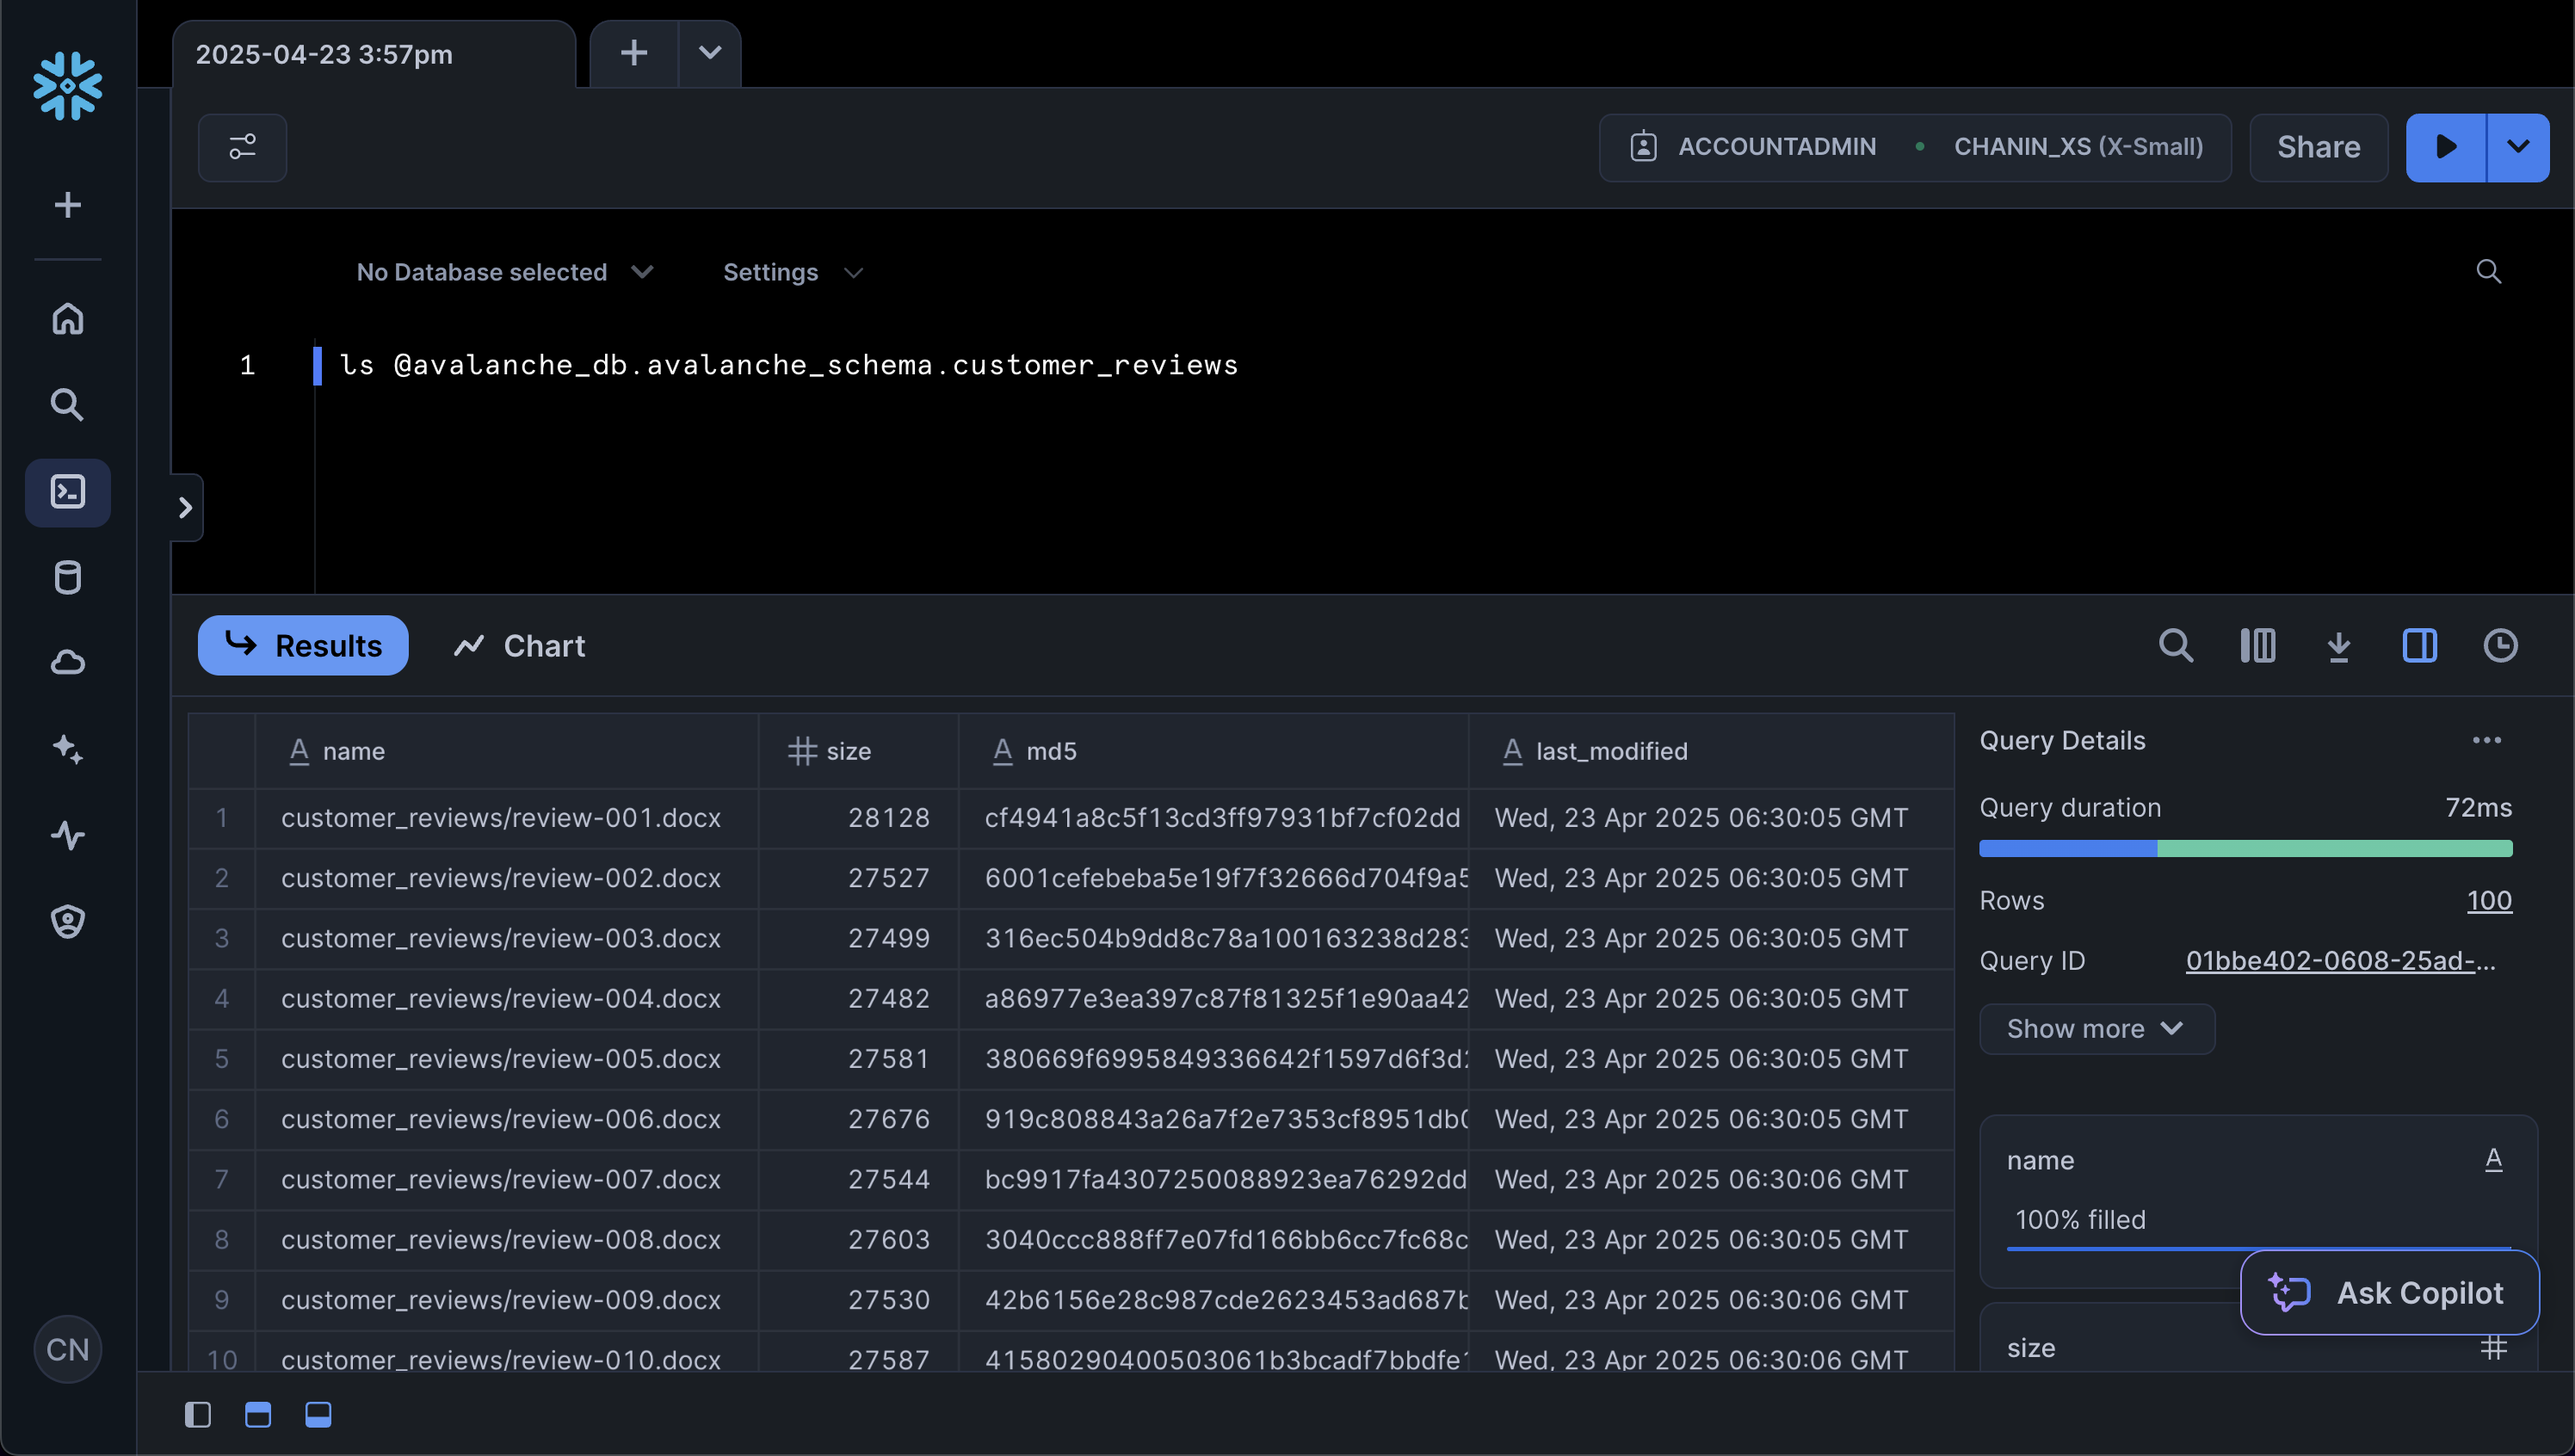 2025-04-23 3:57pm
ACCOUNTADMIN • CHANIN_XS (X-Small)
Share
No Database selected
Settings
1 ls @avalanche_db.avalanche_schema.customer_reviews
Results
Chart
name size md5 last_modified
1 customer_reviews/review-001.docx 28128 cf4941a8c5f13cd3ff97931bf7cf02dd Wed, 23 Apr 2025 06:30:05 GMT
2 customer_reviews/review-002.docx 27527 6001cefebeba5e19f7f32666d704f9a5 Wed, 23 Apr 2025 06:30:05 GMT
3 customer_reviews/review-003.docx 27499 316ec504b9dd8c78a100163238d283 Wed, 23 Apr 2025 06:30:05 GMT
4 customer_reviews/review-004.docx 27482 a86977e3ea397c87f81325f1e90aa42 Wed, 23 Apr 2025 06:30:05 GMT
5 customer_reviews/review-005.docx 27581 380669f6995849336642f1597d6f3d2 Wed, 23 Apr 2025 06:30:05 GMT
6 customer_reviews/review-006.docx 27676 919c808843a26a7f2e7353cf8951db0 Wed, 23 Apr 2025 06:30:05 GMT
7 customer_reviews/review-007.docx 27544 bc9917fa4307250088923ea76292dd Wed, 23 Apr 2025 06:30:06 GMT
8 customer_reviews/review-008.docx 27603 3040ccc888ff7e07fd166bb6cc7fc68c Wed, 23 Apr 2025 06:30:05 GMT
9 customer_reviews/review-009.docx 27530 42b6156e28c987cde2623453ad687b Wed, 23 Apr 2025 06:30:06 GMT
10 customer_reviews/review-010.docx 27587 41580290400503061b3bcadf7bbdfe1 Wed, 23 Apr 2025 06:30:06 GMT
Query Details
Query duration 72ms
Rows 100
Query ID 01bbe402-0608-25ad-...
Show more
name
100% filled
Ask Copilot
size
CN